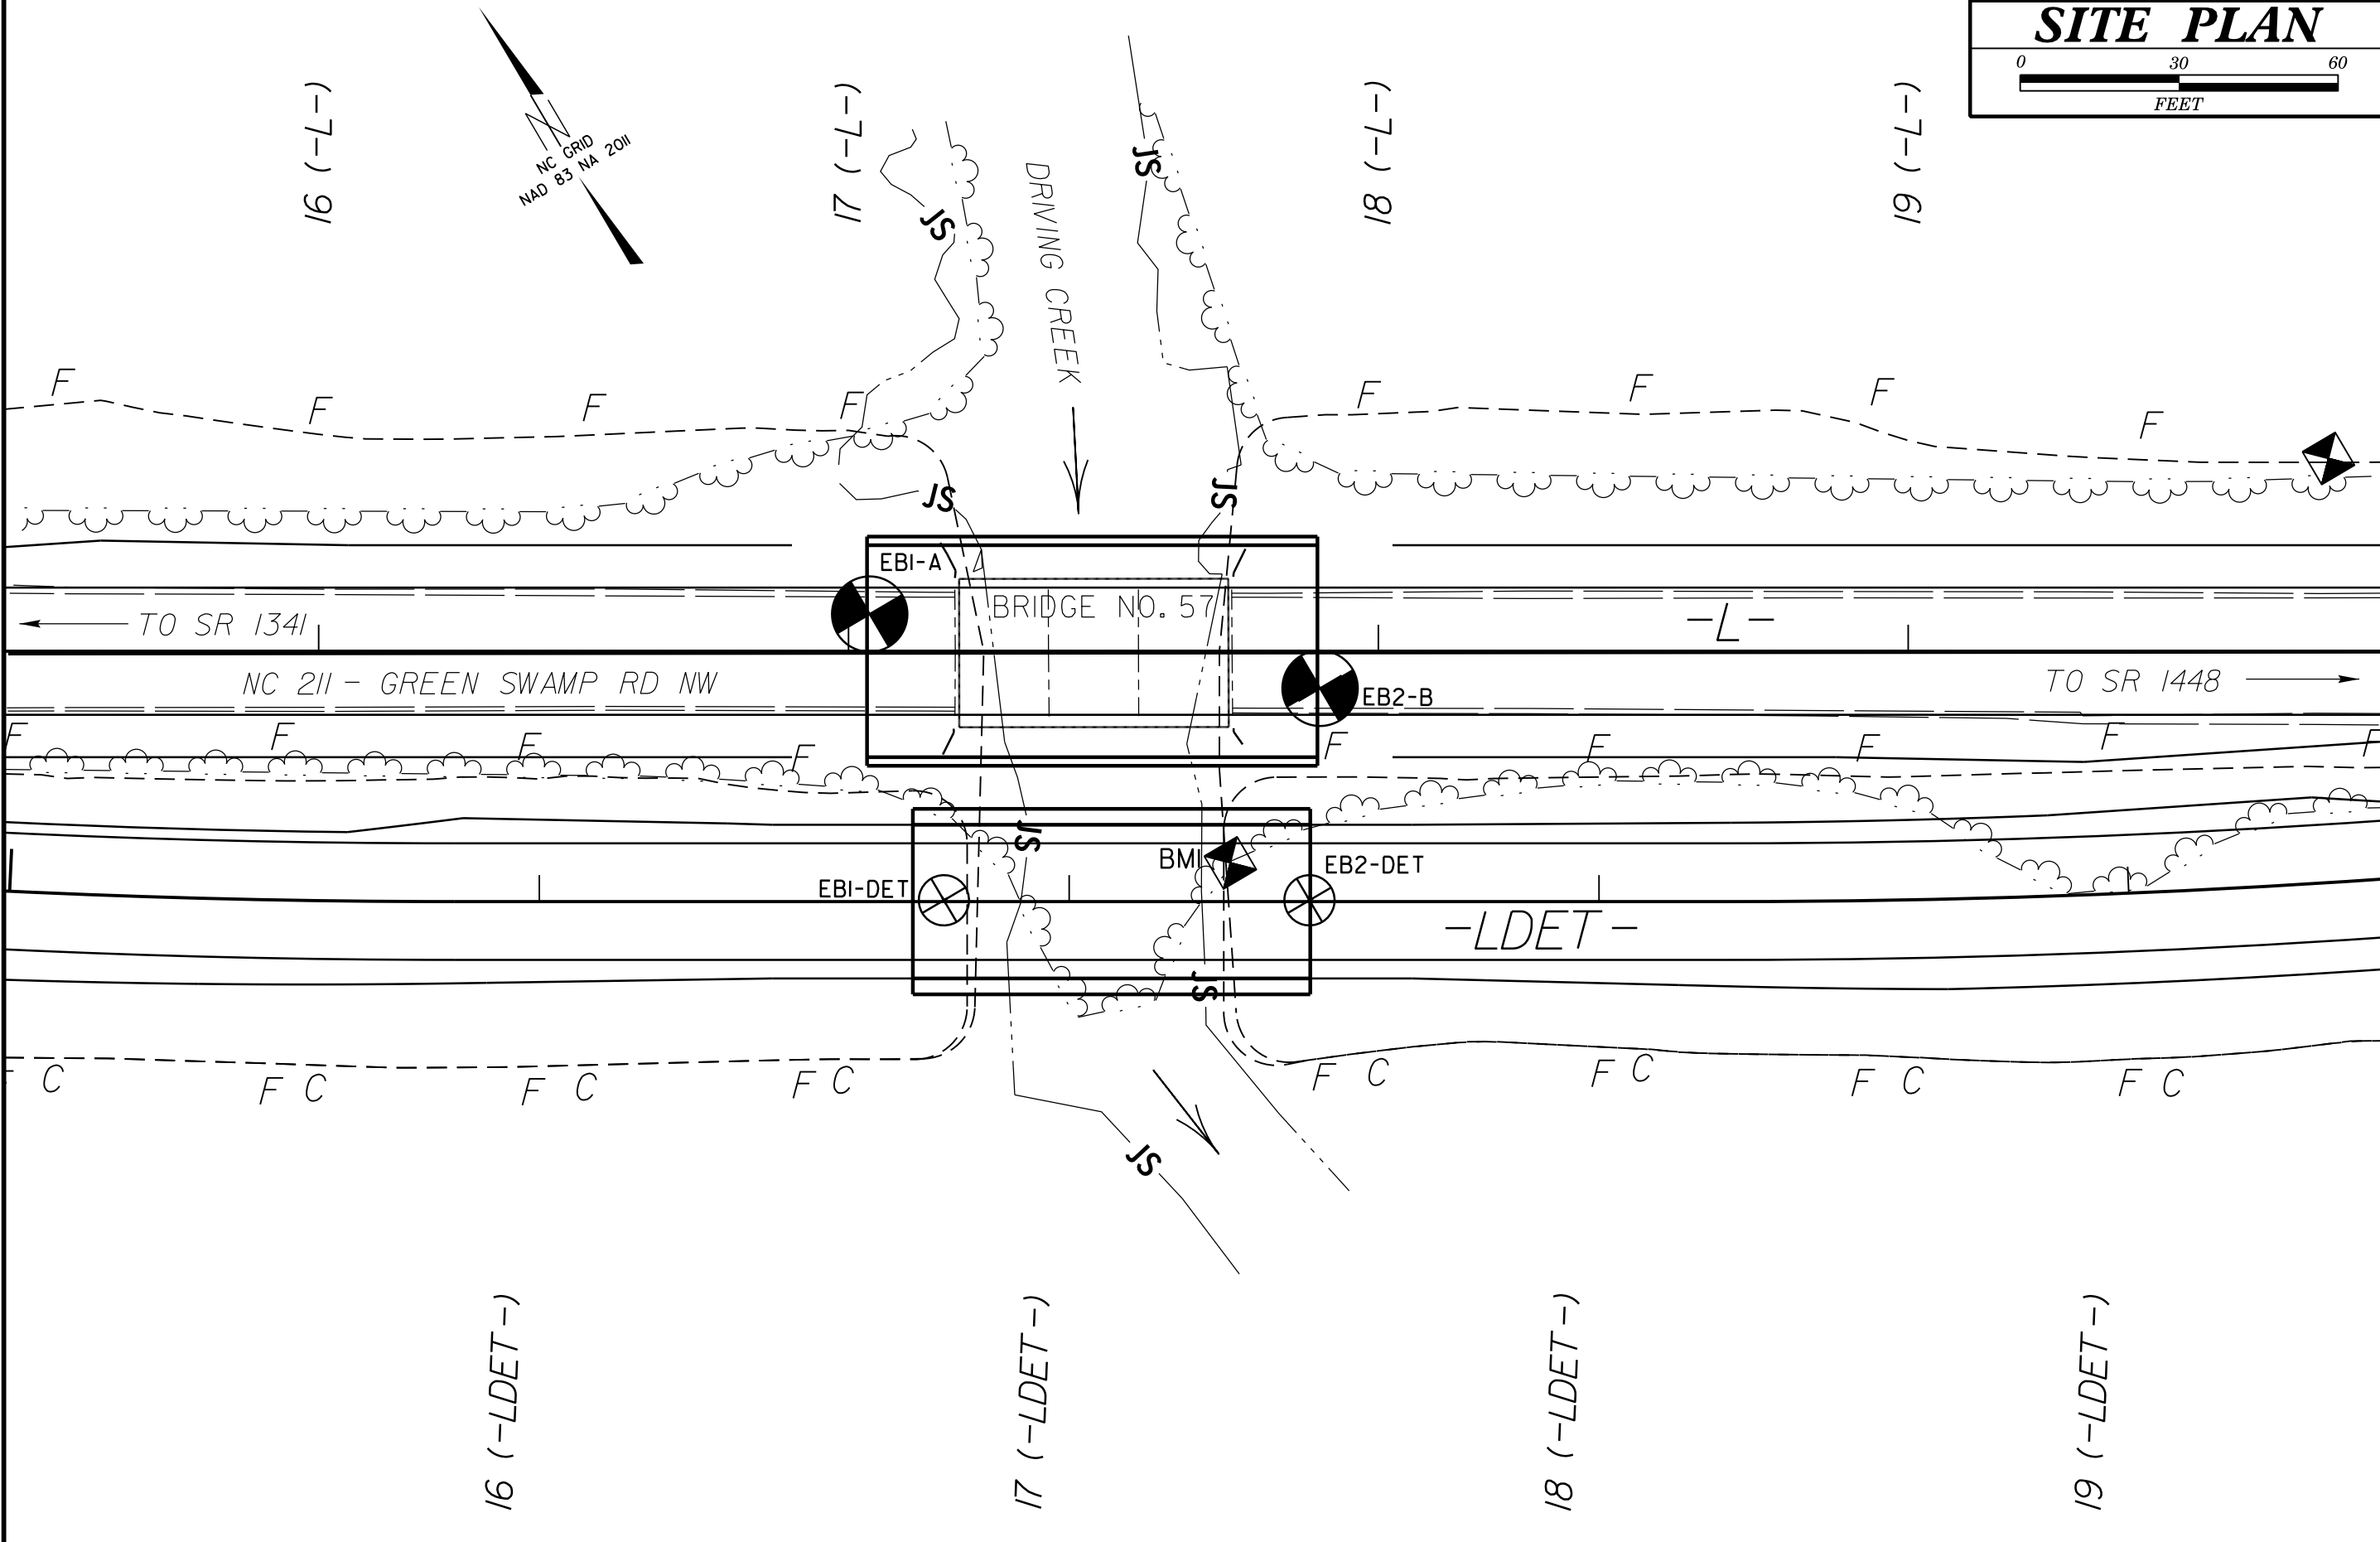 SITE PLAN
0 30 60
FEET
16 (-L-)
17 (-L-)
18 (-L-)
19 (-L-)
NC GRID
NAD 83 NA 2011
JS
JS
DRIVING CREEK
F
F
F
F
F
F
F
F
JS
JS
EB1-A
BRIDGE NO. 57
TO SR 1341
-L-
NC 211 - GREEN SWAMP RD NW
TO SR 1448
EB2-B
F
F
F
F
F
F
F
F
F
JS
BM1
EB2-DET
EB1-DET
-LDET-
JS
C
F C
F C
F C
F C
F C
F C
F C
JS
16 (-LDET-)
17 (-LDET-)
18 (-LDET-)
19 (-LDET-)